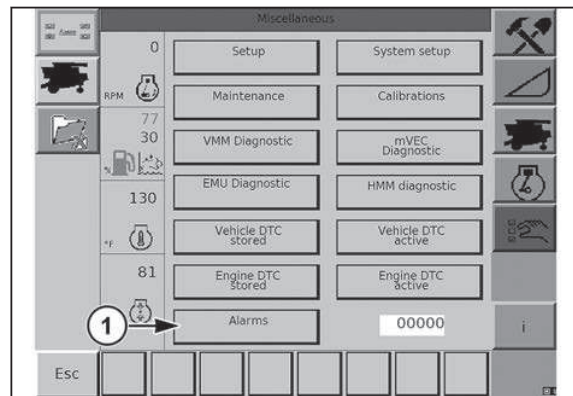 Miscellaneous
0
RPM
Setup
System setup
Maintenance
Calibrations
77
30
%
VMM Diagnostic
mVEC
Diagnostic
130
°F
EMU Diagnostic
HMM diagnostic
Vehicle DTC
stored
Vehicle DTC
active
81
Engine DTC
stored
Engine DTC
active
1
Alarms
00000
i
Esc